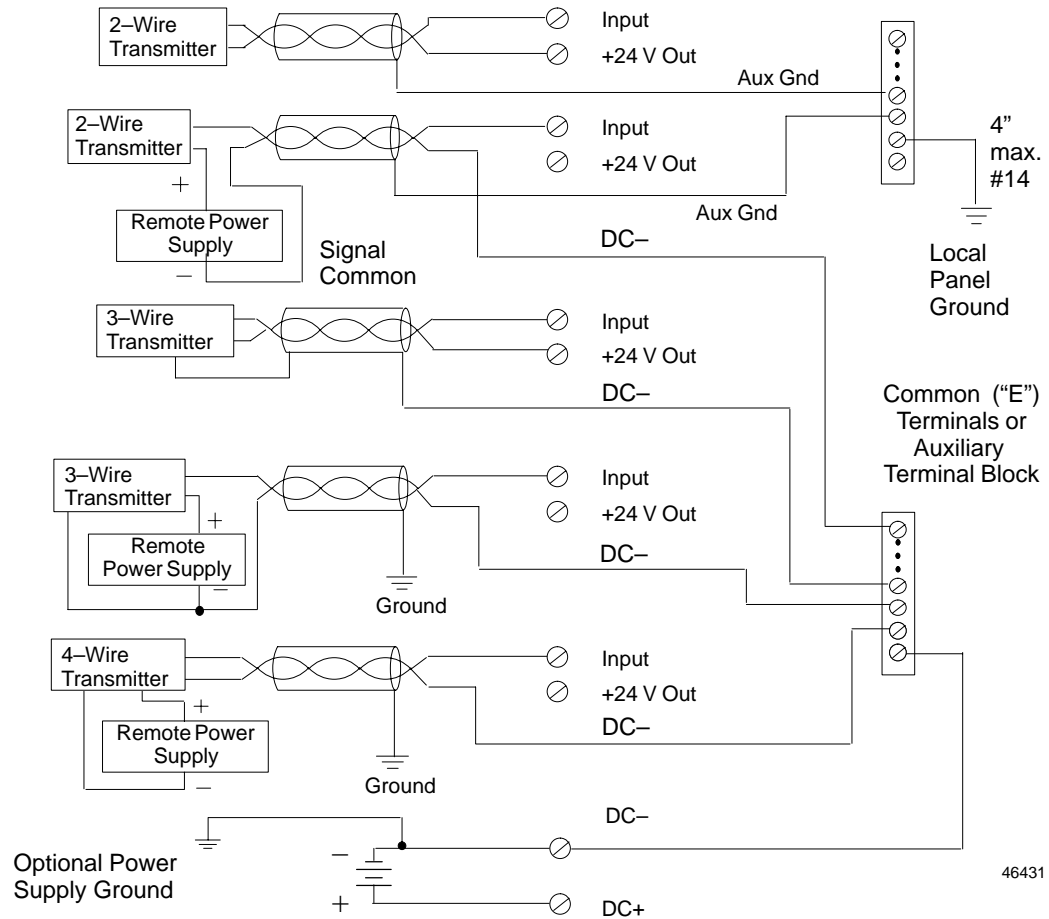 2–Wire
Transmitter
Input
+24 V Out
Aux Gnd
2–Wire
Transmitter
Input
+24 V Out
4”
max.
#14
+
Remote Power
Supply
–
Signal
Common
Aux Gnd
DC–
Local
Panel
Ground
3–Wire
Transmitter
Input
+24 V Out
DC–
Common (“E”)
Terminals or
Auxiliary
Terminal Block
3–Wire
Transmitter
Input
+24 V Out
+
Remote
Power Supply
–
DC–
Ground
4–Wire
Transmitter
Input
+24 V Out
+
Remote Power
Supply
–
DC–
Ground
DC–
Optional Power
Supply Ground
–
+
DC+
46431